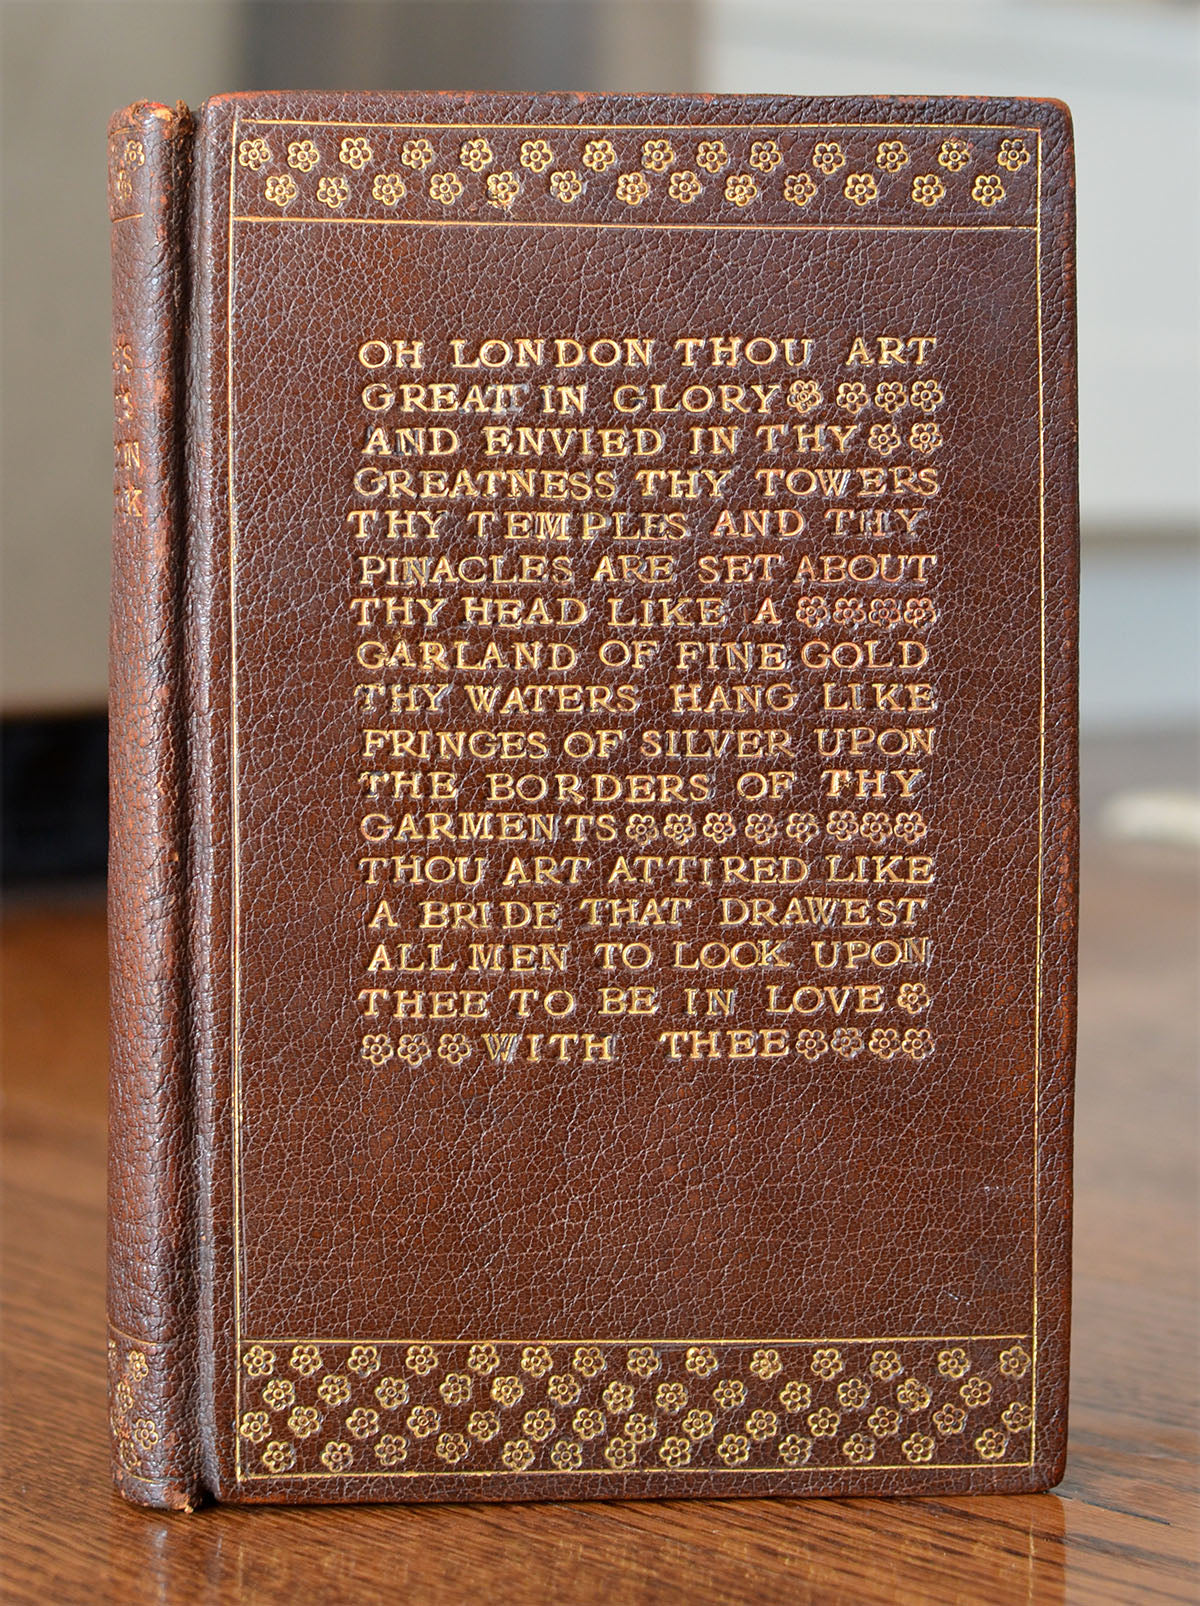 OH LONDON THOU ART
GREAT IN GLORY
AND ENVIED IN THY
GREATNESS THY TOWERS
THY TEMPLES AND THY
PINACLES ARE SET ABOUT
THY HEAD LIKE A
GARLAND OF FINE GOLD
THY WATERS HANG LIKE
FRINGES OF SILVER UPON
THE BORDERS OF THY
GARMENTS
THOU ART ATTIRED LIKE
A BRIDE THAT DRAWEST
ALL MEN TO LOOK UPON
THEE TO BE IN LOVE
WITH THEE